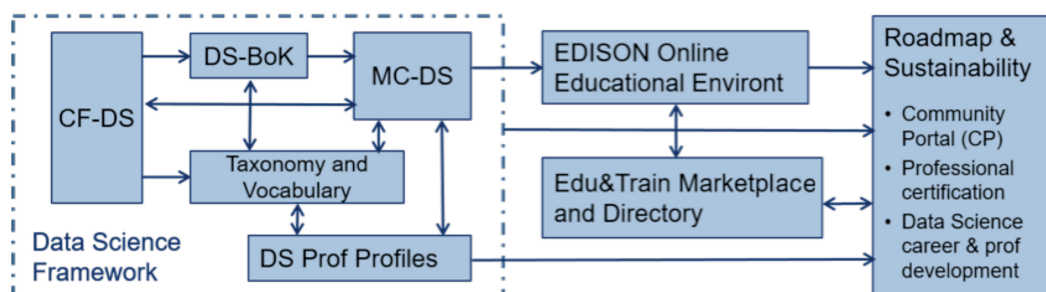 CF-DS
DS-BoK
MC-DS
Taxonomy and
Vocabulary
DS Prof Profiles
Data Science
Framework
EDISON Online
Educational Environt
Edu&Train Marketplace
and Directory
Roadmap &
Sustainability
• Community
Portal (CP)
• Professional
certification
• Data Science
career & prof
development